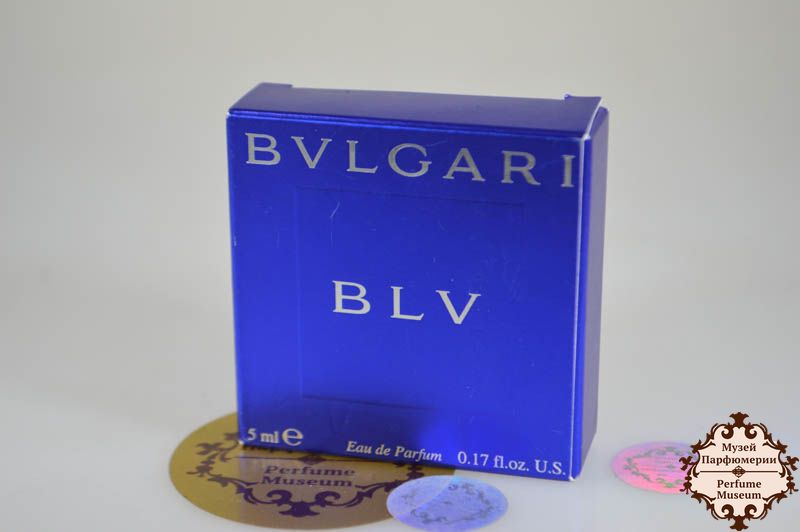 BVLGARI
BLV
5 ml ℮
Eau de Parfum 0.17 fl.oz. U.S.
Perfume
Museum
Музей
Парфюмерии
Perfume
Museum